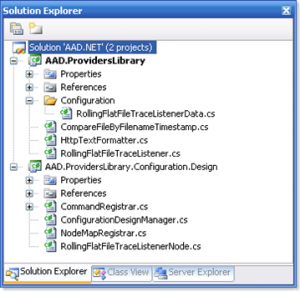 Solution Explorer
Solution 'AAD.NET' (2 projects)
AAD.ProvidersLibrary
Properties
References
Configuration
RollingFlatFileTraceListenerData.cs
CompareFileByFilenameTimestamp.cs
HttpTextFormatter.cs
RollingFlatFileTraceListener.cs
AAD.ProvidersLibrary.Configuration.Design
Properties
References
CommandRegistrar.cs
ConfigurationDesignManager.cs
NodeMapRegistrar.cs
RollingFlatFileTraceListenerNode.cs
Solution Explorer Class View Server Explorer